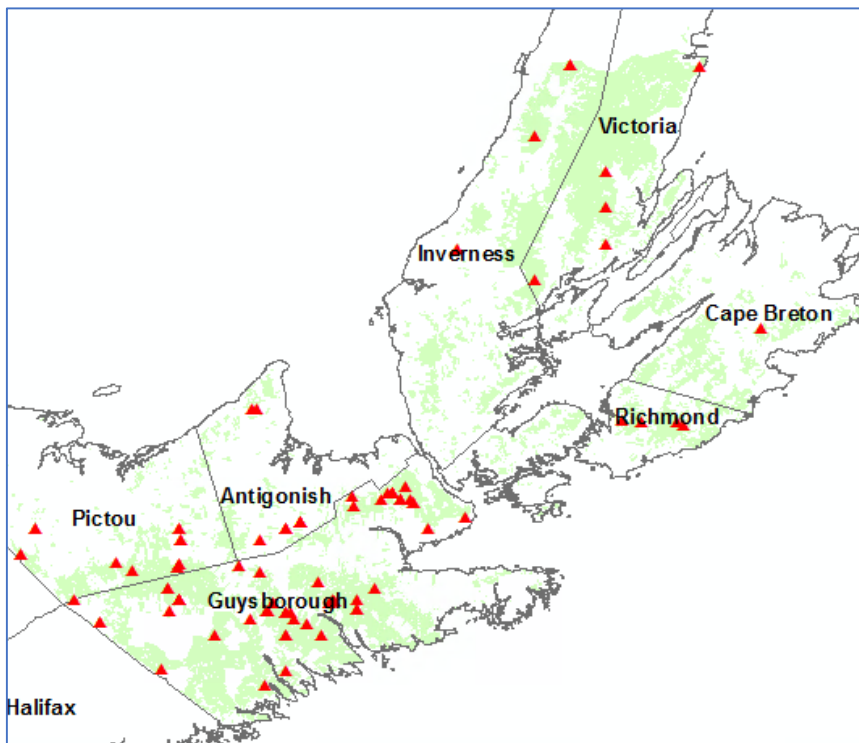 Victoria
Inverness
Cape Breton
Richmond
Antigonish
Pictou
Guysborough
Halifax